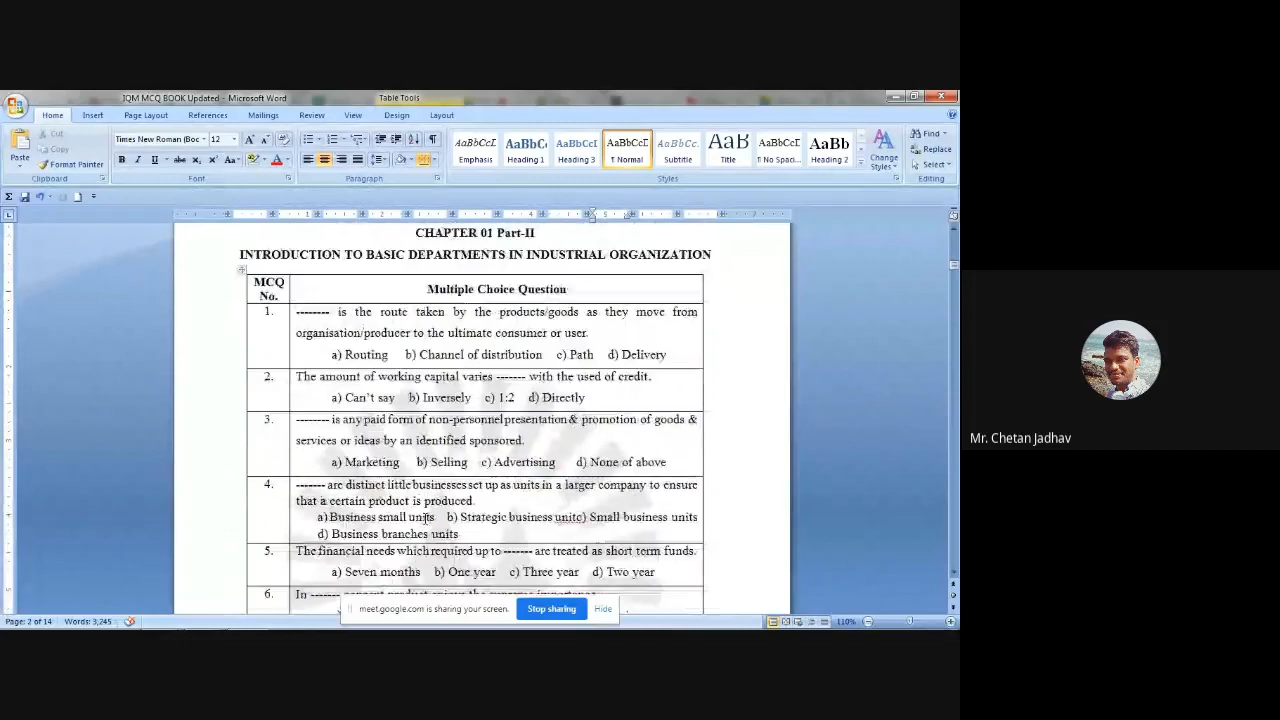 IQM MCQ BOOK Updated - Microsoft Word
Table Tools
Home Insert Page Layout References Mailings Review View Design Layout
Paste
Cut
Copy
Format Painter
Clipboard
Times New Roman (Boc 12
Font
Paragraph
AaBbCcL Emphasis
AaBbC Heading 1
AaBbCcI Heading 3
AaBbCcI ¶ Normal
AaBbCc. Subtitle
AaB Title
AaBbCcI ¶ No Spaci...
AaBb Heading 2
Change Styles
Styles
Find
Replace
Select
Editing
CHAPTER 01 Part-II
INTRODUCTION TO BASIC DEPARTMENTS IN INDUSTRIAL ORGANIZATION
MCQ No. Multiple Choice Question
1. -------- is the route taken by the products/goods as they move from
organisation/producer to the ultimate consumer or user.
a) Routing b) Channel of distribution c) Path d) Delivery
2. The amount of working capital varies ------- with the used of credit.
a) Can't say b) Inversely c) 1:2 d) Directly
3. -------- is any paid form of non-personnel presentation & promotion of goods &
services or ideas by an identified sponsored.
a) Marketing b) Selling c) Advertising d) None of above
4. ------- are distinct little businesses set up as units in a larger company to ensure
that a certain product is produced.
a) Business small units b) Strategic business unitc) Small business units
d) Business branches units
5. The financial needs which required up to ------- are treated as short term funds.
a) Seven months b) One year c) Three year d) Two year
6. In -------
meet.google.com is sharing your screen. Stop sharing Hide
Page: 2 of 14 Words: 3,245 110%
Mr. Chetan Jadhav